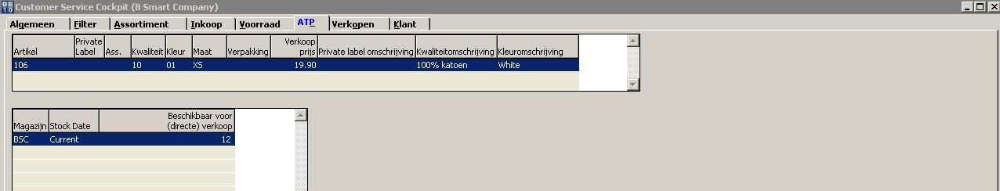 Customer Service Cockpit (B Smart Company)
Algemeen Filter Assortiment Inkoop Voorraad ATP Verkopen Klant
Private Verkoop
Artikel Label Ass. Kwaliteit Kleur Maat Verpakking prijs Private label omschrijving Kwaliteitomschrijving Kleuromschrijving
106 10 01 XS 19.90 100% katoen White
Beschikbaar voor
Magazijn Stock Date (directe) verkoop
BSC Current 12